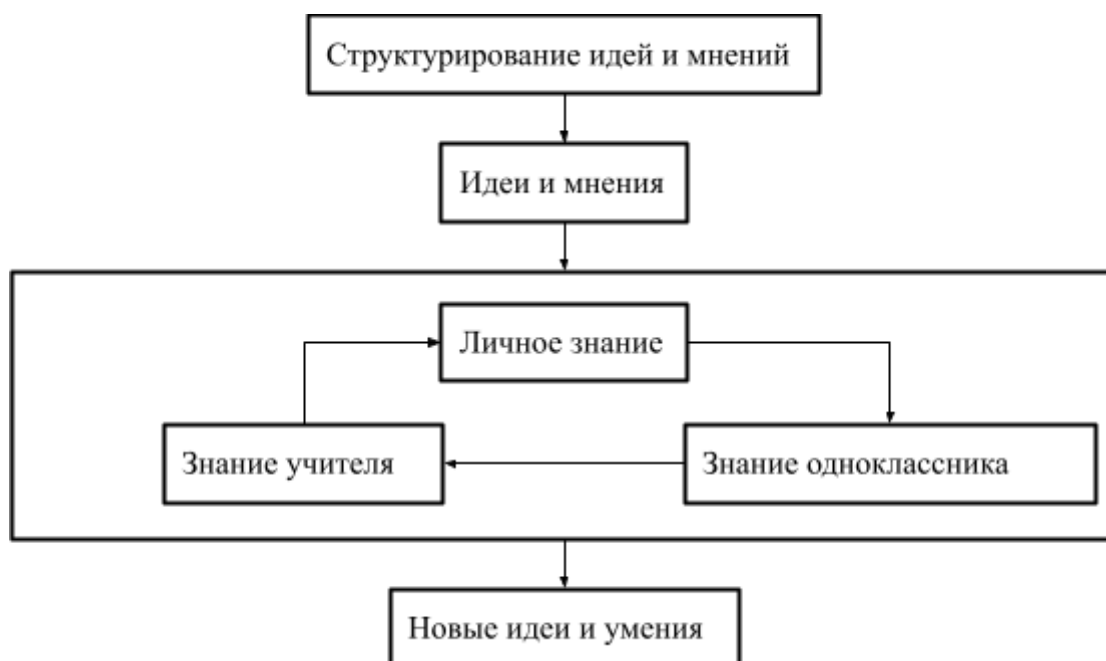 Структурирование идей и мнений
Идеи и мнения
Личное знание
Знание учителя
Знание одноклассника
Новые идеи и умения